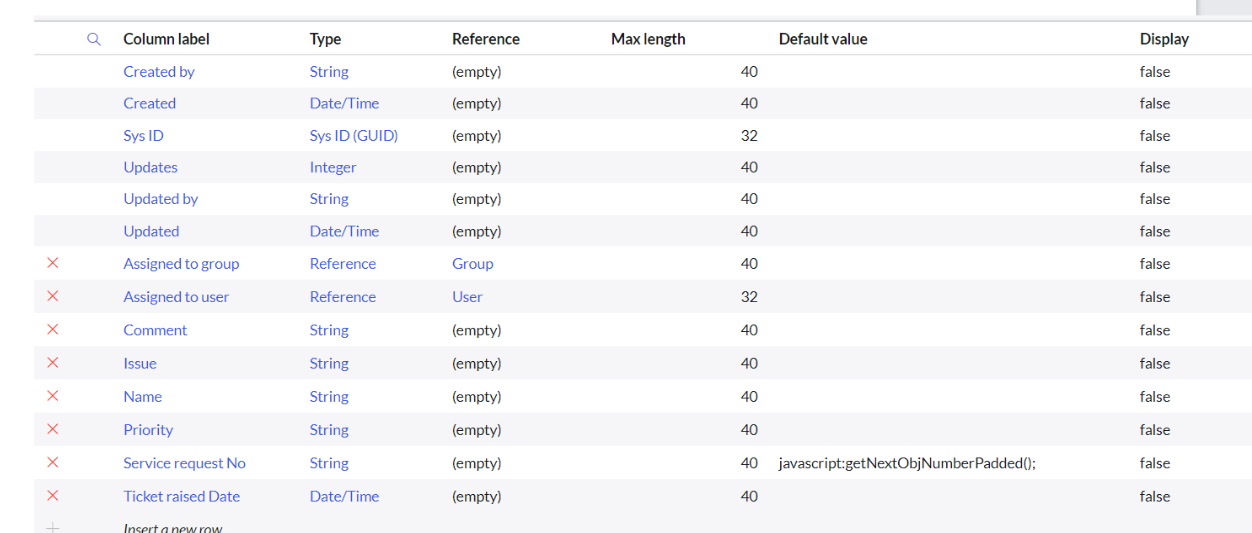 Column label Type Reference Max length Default value Display
Created by String (empty) 40 false
Created Date/Time (empty) 40 false
Sys ID Sys ID (GUID) (empty) 32 false
Updates Integer (empty) 40 false
Updated by String (empty) 40 false
Updated Date/Time (empty) 40 false
Assigned to group Reference Group 40 false
Assigned to user Reference User 32 false
Comment String (empty) 40 false
Issue String (empty) 40 false
Name String (empty) 40 false
Priority String (empty) 40 false
Service request No String (empty) 40 javascript:getNextObjNumberPadded(); false
Ticket raised Date Date/Time (empty) 40 false
Insert a new row